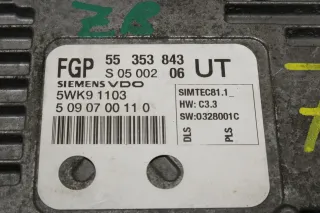 FGP 55 353 843
S 05 002 06 UT
SIEMENS VDO
5WK9 1103
5 09 07 00 11 0
SIMTEC81.1_
HW: C3.3
SW:0328001C
DLS
PLS